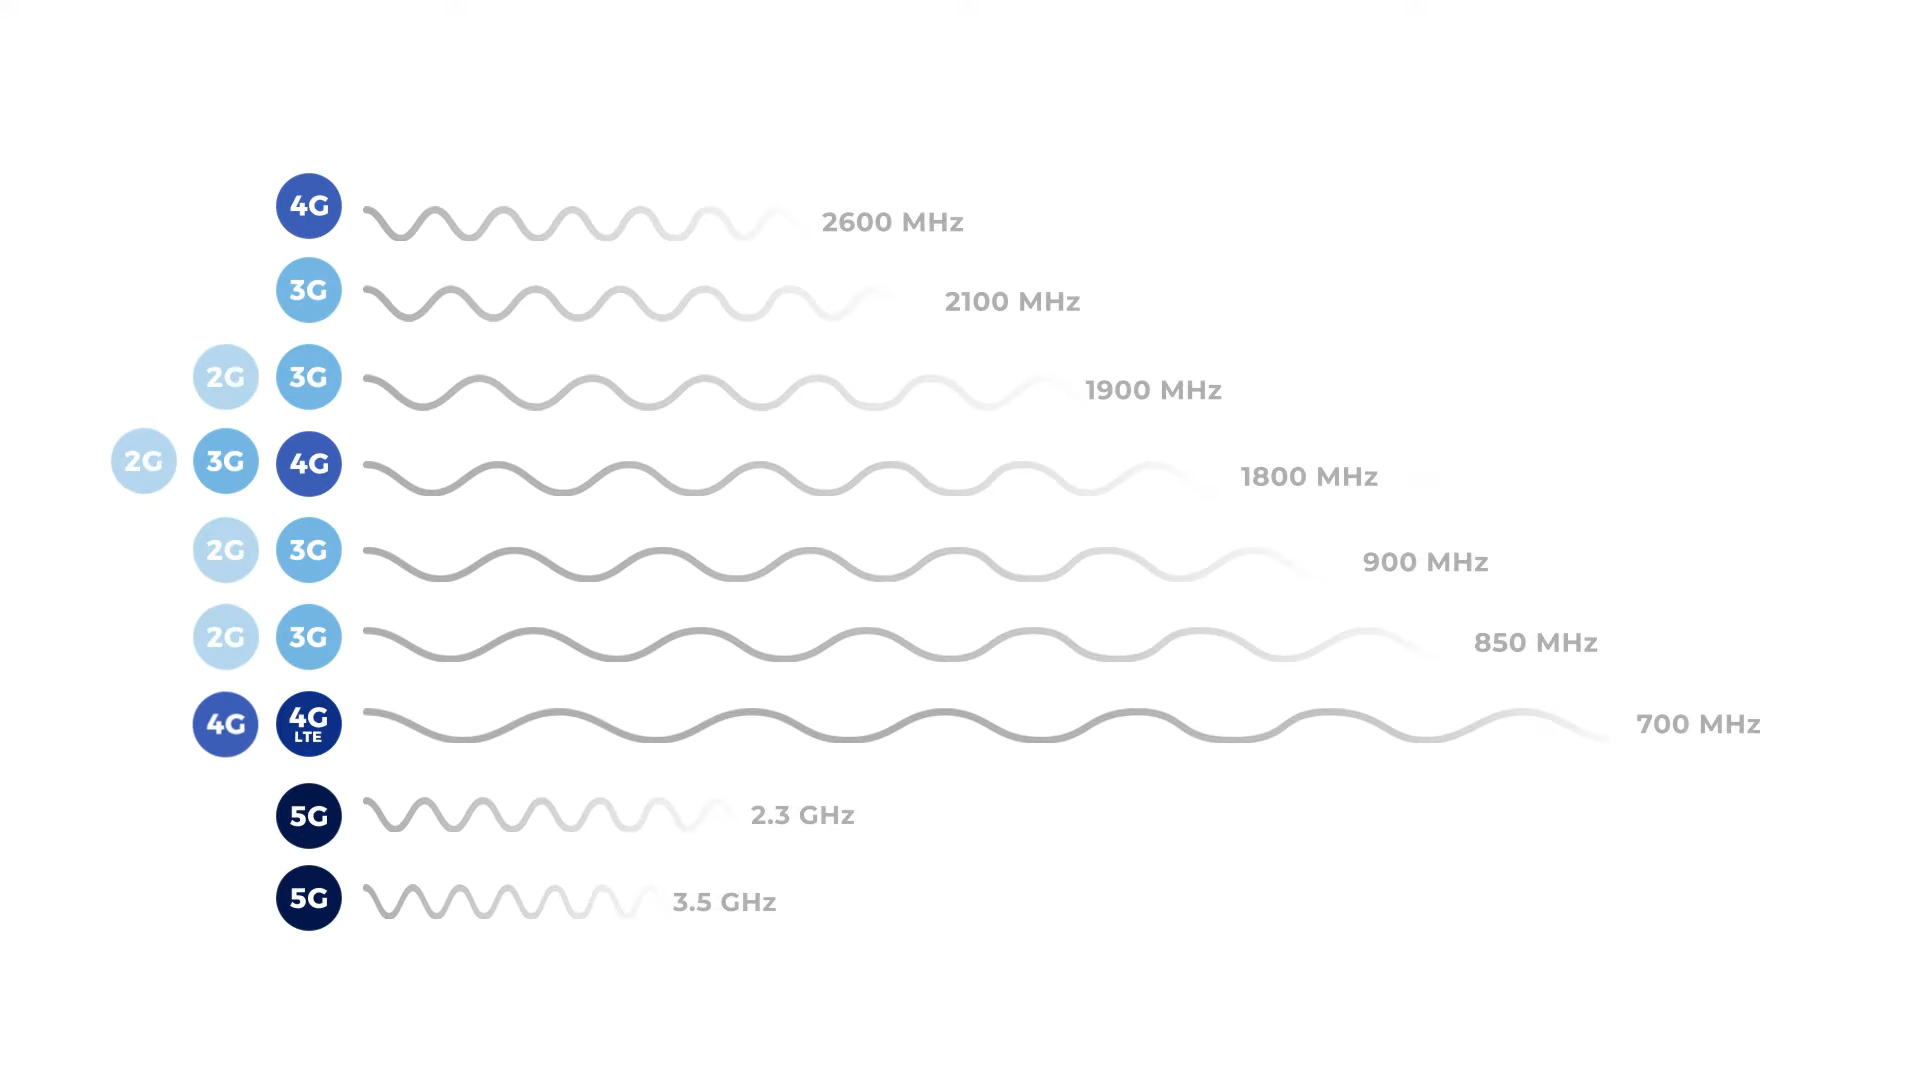 4G 2600 MHz
3G 2100 MHz
2G 3G 1900 MHz
2G 3G 4G 1800 MHz
2G 3G 900 MHz
2G 3G 850 MHz
4G 4G LTE 700 MHz
5G 2.3 GHz
5G 3.5 GHz